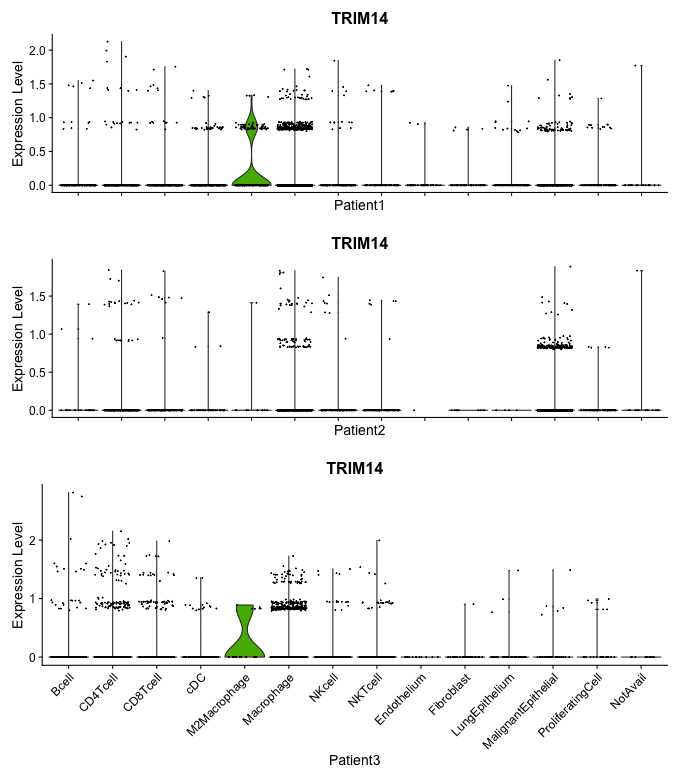 TRIM14
Expression Level
2.0
1.5
1.0
0.5
0.0
Patient1
TRIM14
Expression Level
1.5
1.0
0.5
0.0
Patient2
TRIM14
Expression Level
2
1
0
Bcell
CD4Tcell
CD8Tcell
cDC
M2Macrophage
Macrophage
NKcell
NKTcell
Endothelium
Fibroblast
LungEpithelium
MalignantEpithelial
ProliferatingCell
NotAvail
Patient3